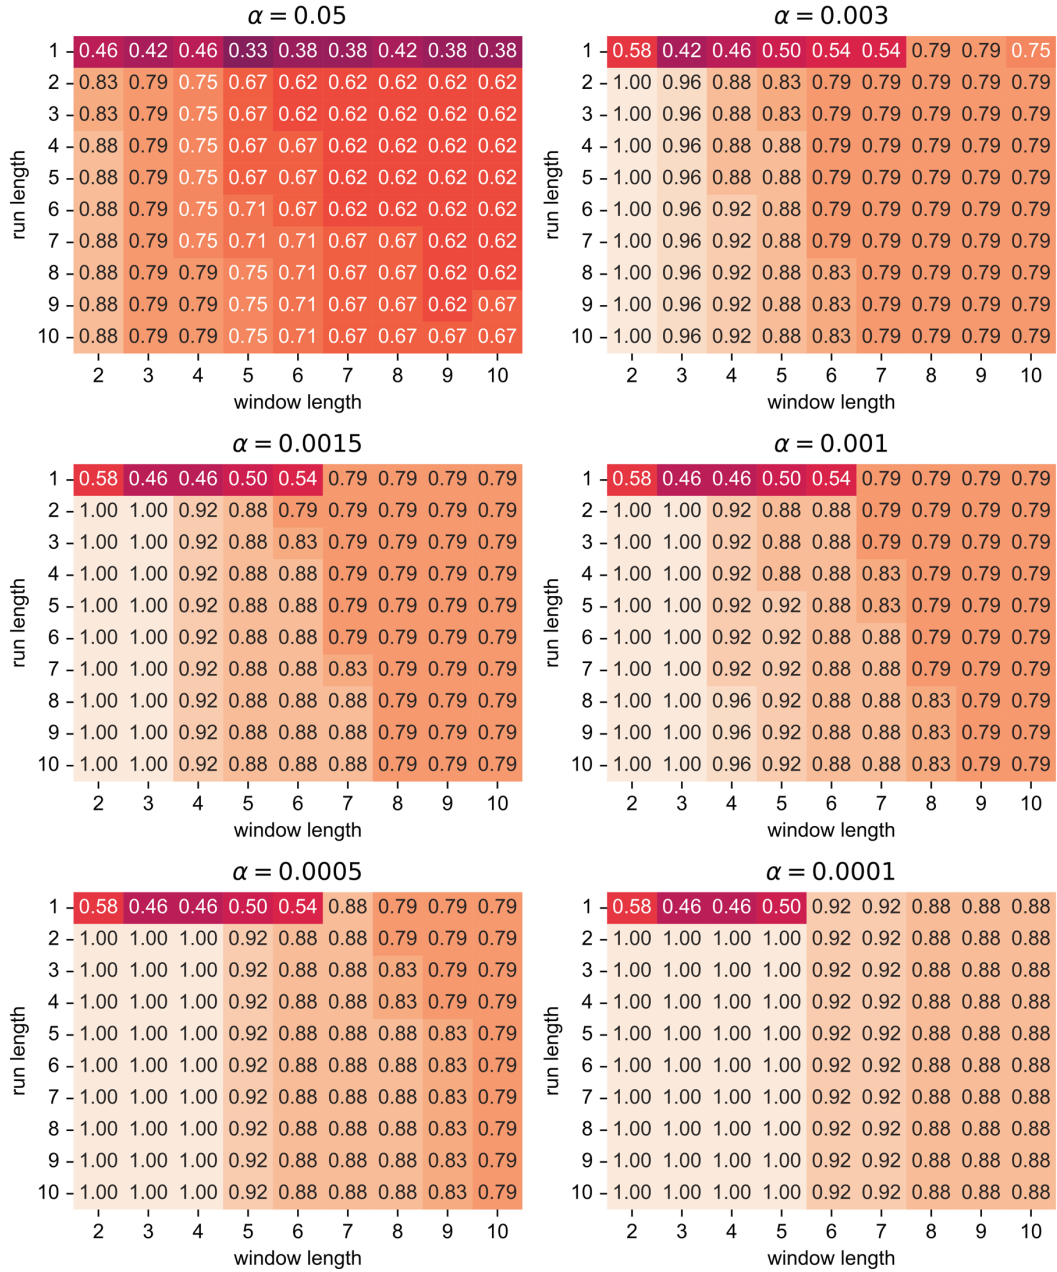 α = 0.05
1 0.46 0.42 0.46 0.33 0.38 0.38 0.42 0.38 0.38
2 0.83 0.79 0.75 0.67 0.62 0.62 0.62 0.62 0.62
3 0.83 0.79 0.75 0.67 0.62 0.62 0.62 0.62 0.62
4 0.88 0.79 0.75 0.67 0.67 0.62 0.62 0.62 0.62
5 0.88 0.79 0.75 0.67 0.67 0.62 0.62 0.62 0.62
6 0.88 0.79 0.75 0.71 0.67 0.62 0.62 0.62 0.62
7 0.88 0.79 0.75 0.71 0.71 0.67 0.67 0.62 0.62
8 0.88 0.79 0.79 0.75 0.71 0.67 0.67 0.62 0.62
9 0.88 0.79 0.79 0.75 0.71 0.67 0.67 0.62 0.67
10 0.88 0.79 0.79 0.75 0.71 0.67 0.67 0.67 0.67
2 3 4 5 6 7 8 9 10
window length
run length
α = 0.003
1 0.58 0.42 0.46 0.50 0.54 0.54 0.79 0.79 0.75
2 1.00 0.96 0.88 0.83 0.79 0.79 0.79 0.79 0.79
3 1.00 0.96 0.88 0.83 0.79 0.79 0.79 0.79 0.79
4 1.00 0.96 0.88 0.88 0.79 0.79 0.79 0.79 0.79
5 1.00 0.96 0.88 0.88 0.79 0.79 0.79 0.79 0.79
6 1.00 0.96 0.92 0.88 0.79 0.79 0.79 0.79 0.79
7 1.00 0.96 0.92 0.88 0.79 0.79 0.79 0.79 0.79
8 1.00 0.96 0.92 0.88 0.83 0.79 0.79 0.79 0.79
9 1.00 0.96 0.92 0.88 0.83 0.79 0.79 0.79 0.79
10 1.00 0.96 0.92 0.88 0.83 0.79 0.79 0.79 0.79
2 3 4 5 6 7 8 9 10
window length
run length
α = 0.0015
1 0.58 0.46 0.46 0.50 0.54 0.79 0.79 0.79 0.79
2 1.00 1.00 0.92 0.88 0.79 0.79 0.79 0.79 0.79
3 1.00 1.00 0.92 0.88 0.83 0.79 0.79 0.79 0.79
4 1.00 1.00 0.92 0.88 0.88 0.79 0.79 0.79 0.79
5 1.00 1.00 0.92 0.88 0.88 0.79 0.79 0.79 0.79
6 1.00 1.00 0.92 0.88 0.88 0.79 0.79 0.79 0.79
7 1.00 1.00 0.92 0.88 0.88 0.83 0.79 0.79 0.79
8 1.00 1.00 0.92 0.88 0.88 0.88 0.79 0.79 0.79
9 1.00 1.00 0.92 0.88 0.88 0.88 0.79 0.79 0.79
10 1.00 1.00 0.92 0.88 0.88 0.88 0.79 0.79 0.79
2 3 4 5 6 7 8 9 10
window length
run length
α = 0.001
1 0.58 0.46 0.46 0.50 0.54 0.79 0.79 0.79 0.79
2 1.00 1.00 0.92 0.88 0.88 0.79 0.79 0.79 0.79
3 1.00 1.00 0.92 0.88 0.88 0.79 0.79 0.79 0.79
4 1.00 1.00 0.92 0.88 0.88 0.83 0.79 0.79 0.79
5 1.00 1.00 0.92 0.92 0.88 0.83 0.79 0.79 0.79
6 1.00 1.00 0.92 0.92 0.88 0.88 0.79 0.79 0.79
7 1.00 1.00 0.92 0.92 0.88 0.88 0.79 0.79 0.79
8 1.00 1.00 0.96 0.92 0.88 0.88 0.83 0.79 0.79
9 1.00 1.00 0.96 0.92 0.88 0.88 0.83 0.79 0.79
10 1.00 1.00 0.96 0.92 0.88 0.88 0.83 0.79 0.79
2 3 4 5 6 7 8 9 10
window length
run length
α = 0.0005
1 0.58 0.46 0.46 0.50 0.54 0.88 0.79 0.79 0.79
2 1.00 1.00 1.00 0.92 0.88 0.88 0.79 0.79 0.79
3 1.00 1.00 1.00 0.92 0.88 0.88 0.83 0.79 0.79
4 1.00 1.00 1.00 0.92 0.88 0.88 0.83 0.79 0.79
5 1.00 1.00 1.00 0.92 0.88 0.88 0.88 0.83 0.79
6 1.00 1.00 1.00 0.92 0.88 0.88 0.88 0.83 0.79
7 1.00 1.00 1.00 0.92 0.88 0.88 0.88 0.83 0.79
8 1.00 1.00 1.00 0.92 0.88 0.88 0.88 0.83 0.79
9 1.00 1.00 1.00 0.92 0.88 0.88 0.88 0.83 0.79
10 1.00 1.00 1.00 0.92 0.88 0.88 0.88 0.83 0.79
2 3 4 5 6 7 8 9 10
window length
run length
α = 0.0001
1 0.58 0.46 0.46 0.50 0.92 0.92 0.88 0.88 0.88
2 1.00 1.00 1.00 1.00 0.92 0.92 0.88 0.88 0.88
3 1.00 1.00 1.00 1.00 0.92 0.92 0.88 0.88 0.88
4 1.00 1.00 1.00 1.00 0.92 0.92 0.88 0.88 0.88
5 1.00 1.00 1.00 1.00 0.92 0.92 0.88 0.88 0.88
6 1.00 1.00 1.00 1.00 0.92 0.92 0.88 0.88 0.88
7 1.00 1.00 1.00 1.00 0.92 0.92 0.88 0.88 0.88
8 1.00 1.00 1.00 1.00 0.92 0.92 0.88 0.88 0.88
9 1.00 1.00 1.00 1.00 0.92 0.92 0.88 0.88 0.88
10 1.00 1.00 1.00 1.00 0.92 0.92 0.88 0.88 0.88
2 3 4 5 6 7 8 9 10
window length
run length